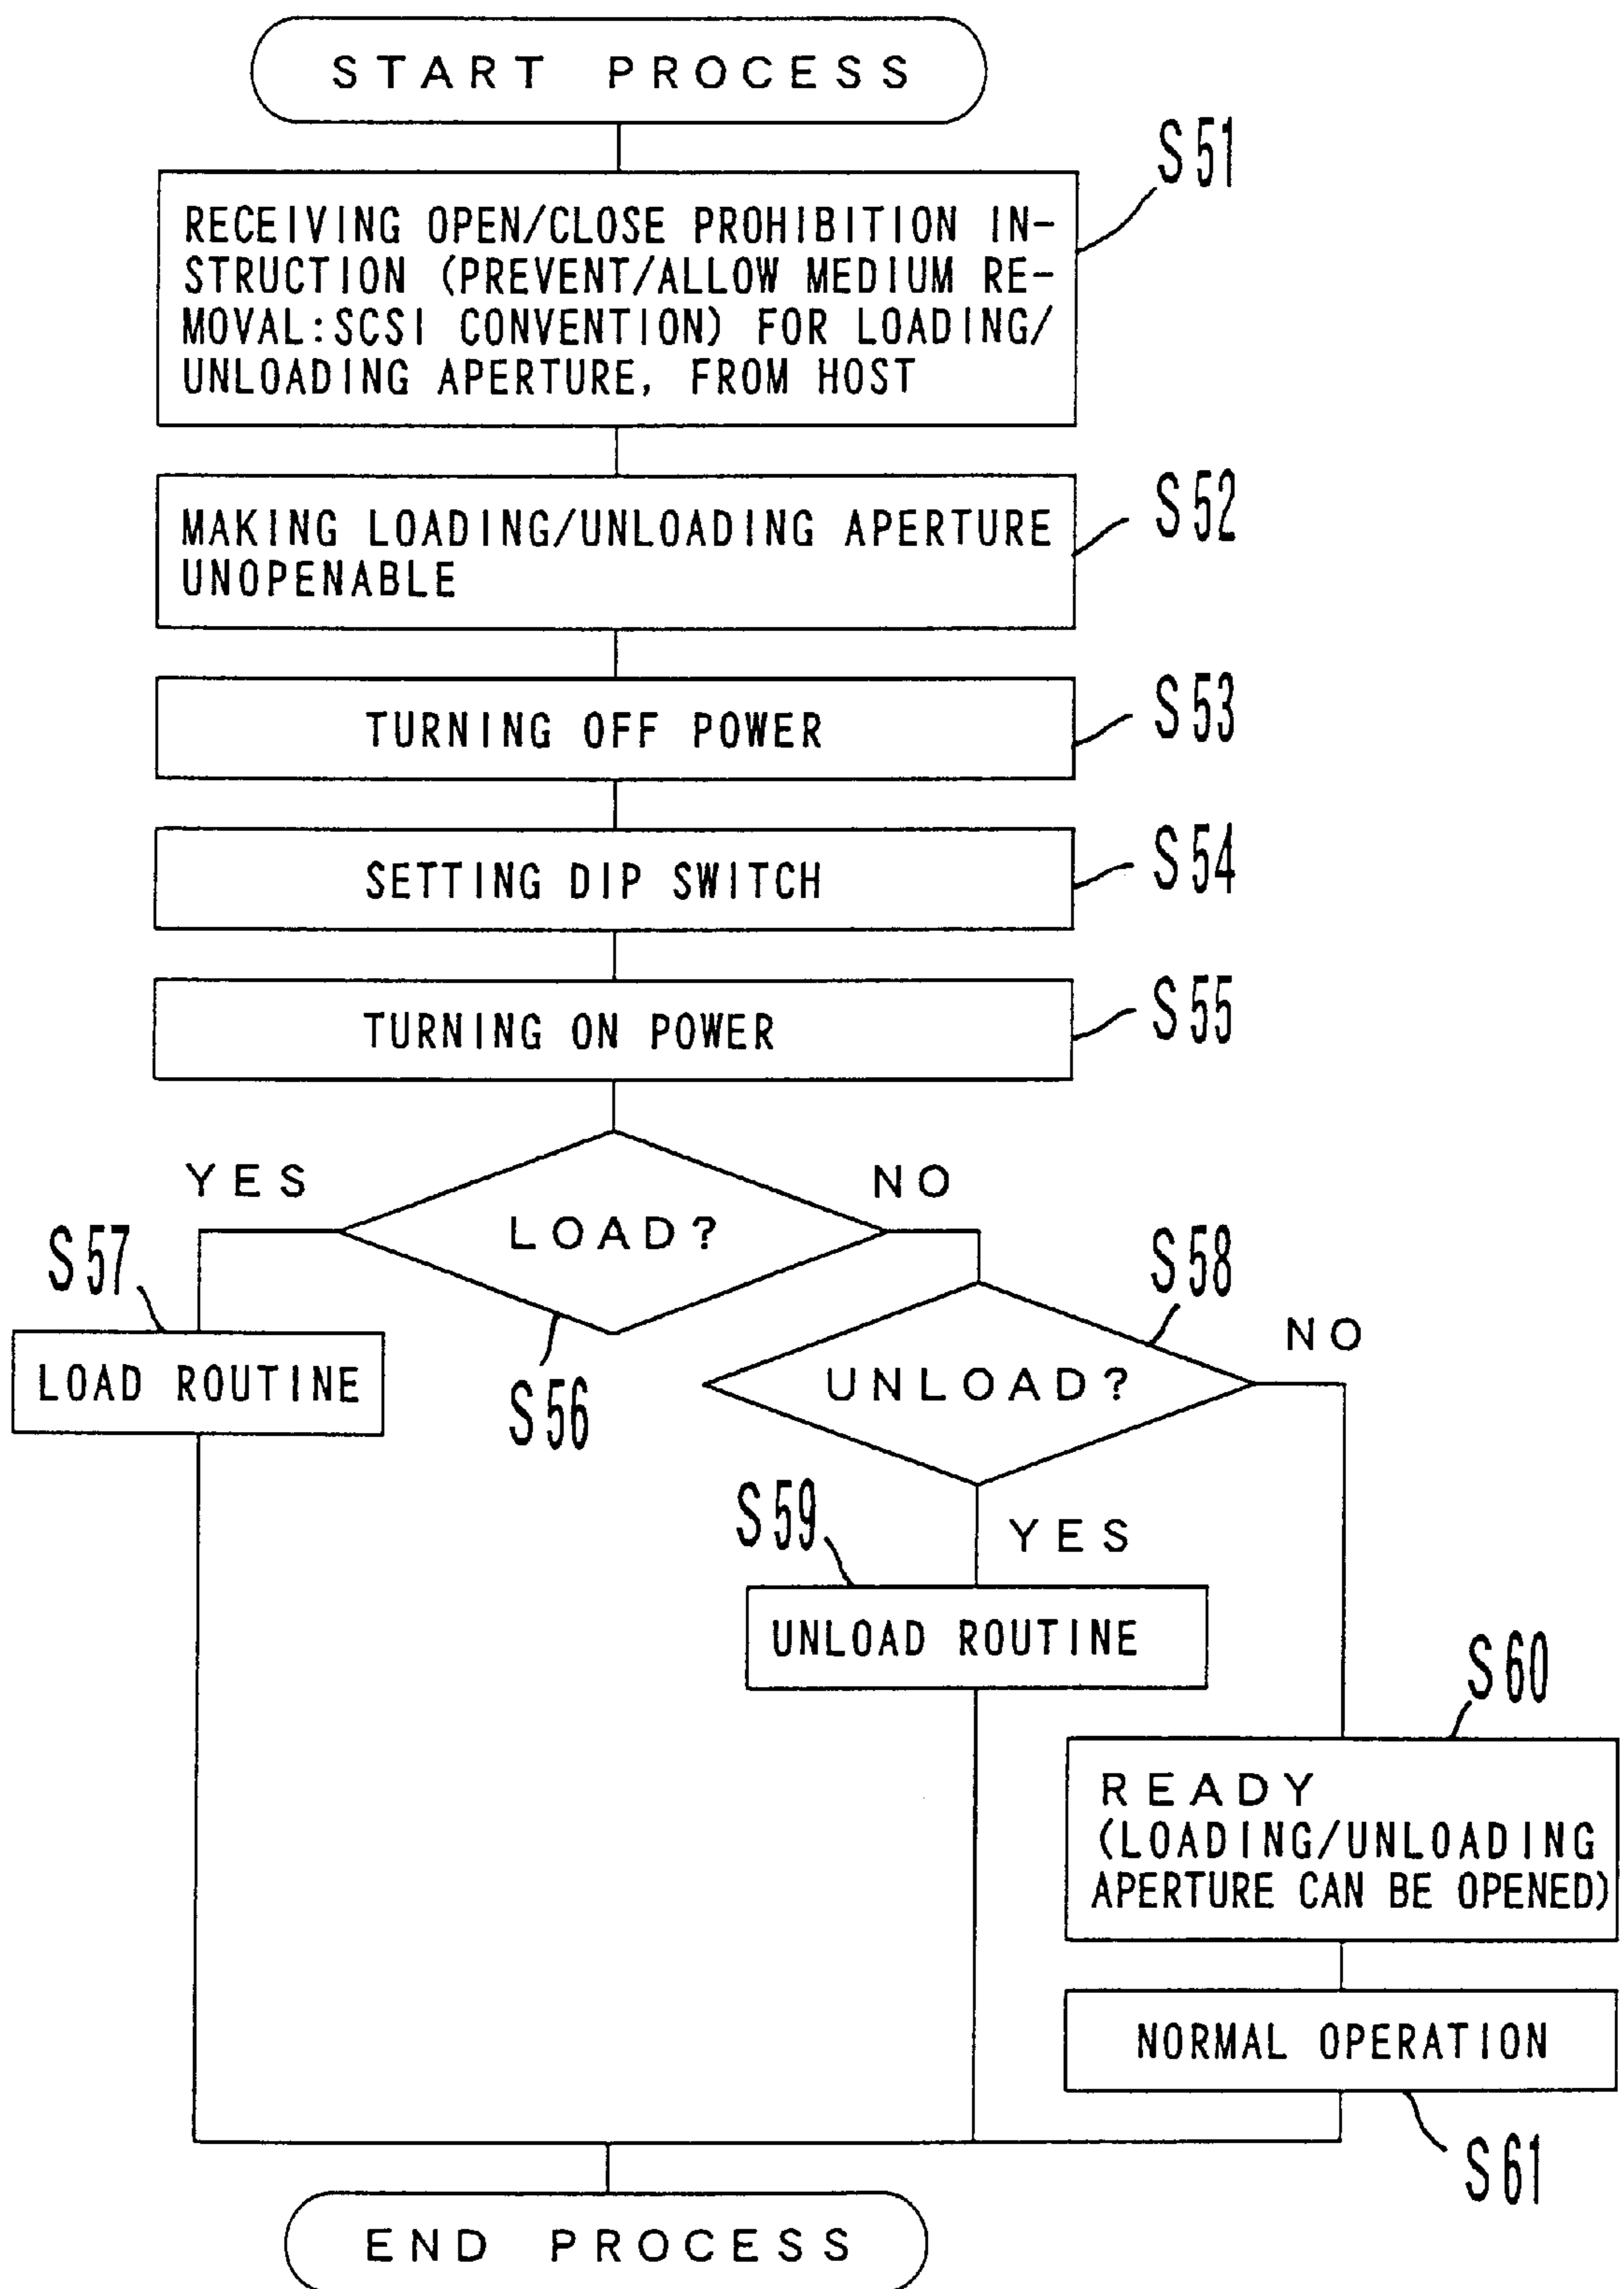 START PROCESS
S51
RECEIVING OPEN/CLOSE PROHIBITION IN-
STRUCTION (PREVENT/ALLOW MEDIUM RE-
MOVAL:SCSI CONVENTION) FOR LOADING/
UNLOADING APERTURE, FROM HOST
S52
MAKING LOADING/UNLOADING APERTURE
UNOPENABLE
S53
TURNING OFF POWER
S54
SETTING DIP SWITCH
S55
TURNING ON POWER
YES
NO
LOAD?
S57
S58
LOAD ROUTINE
S56
NO
UNLOAD?
S59
YES
UNLOAD ROUTINE
S60
READY
(LOADING/UNLOADING
APERTURE CAN BE OPENED)
NORMAL OPERATION
S61
END PROCESS